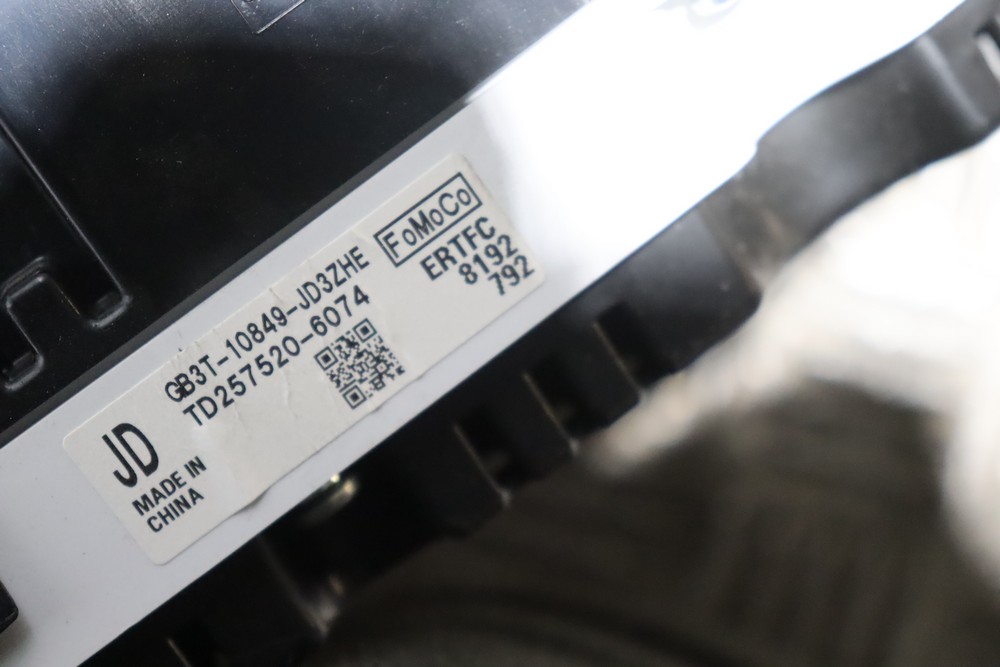 FoMoCo
ERTFC
8192
792
GB3T-10849-JD3ZHE
TD257520-6074
JD
MADE IN
CHINA